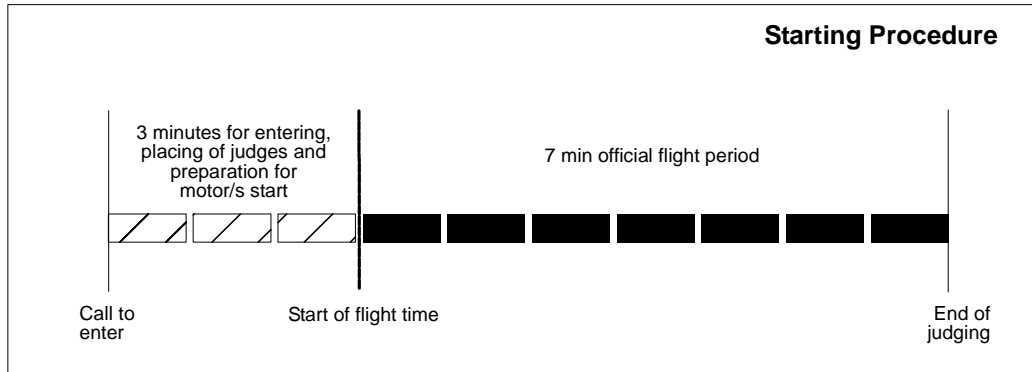 Starting Procedure
3 minutes for entering,
placing of judges and
preparation for
motor/s start
7 min official flight period
Call to
enter
Start of flight time
End of
judging